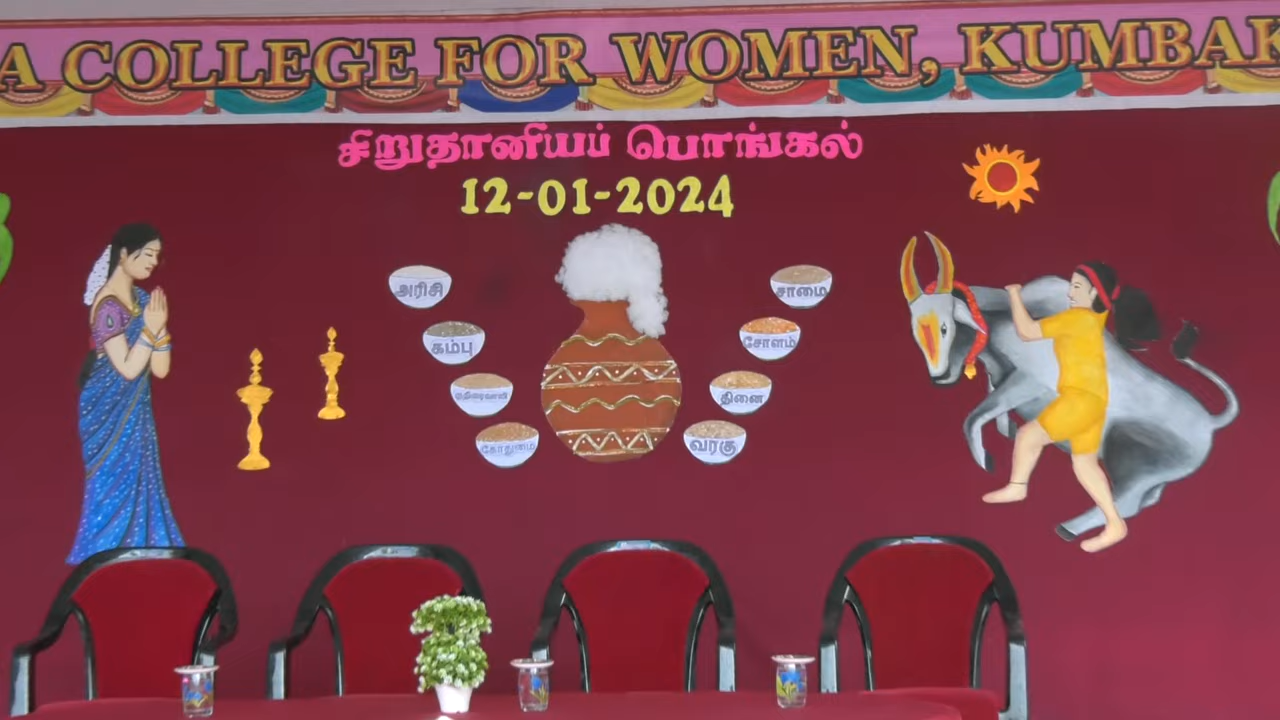 A COLLEGE FOR WOMEN, KUMBAK
சிறுதானியப் பொங்கல்
12-01-2024
அரிசி
சாமை
கம்பு
சோளம்
குதிரைவாலி
தினை
கோதுமை
வரகு